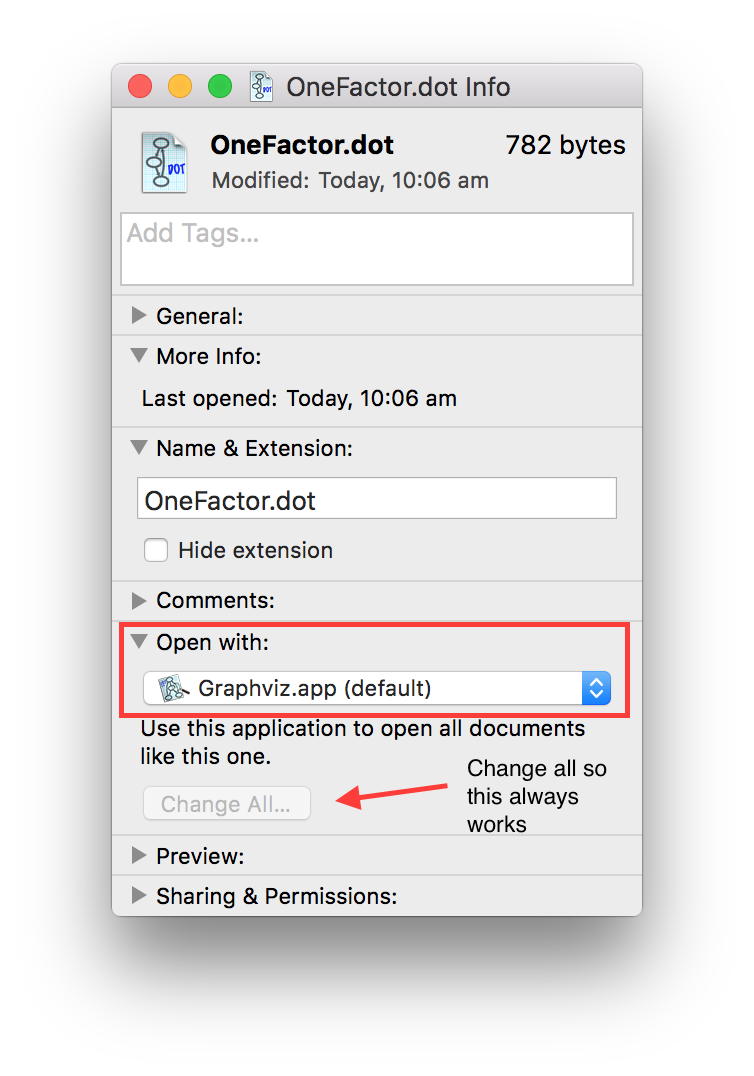 OneFactor.dot Info
OneFactor.dot 782 bytes
DOT
Modified: Today, 10:06 am
Add Tags...
General:
More Info:
Last opened: Today, 10:06 am
Name & Extension:
OneFactor.dot
Hide extension
Comments:
Open with:
Graphviz.app (default)
Use this application to open all documents
like this one.
Change All...
Change all so
this always
works
Preview:
Sharing & Permissions: